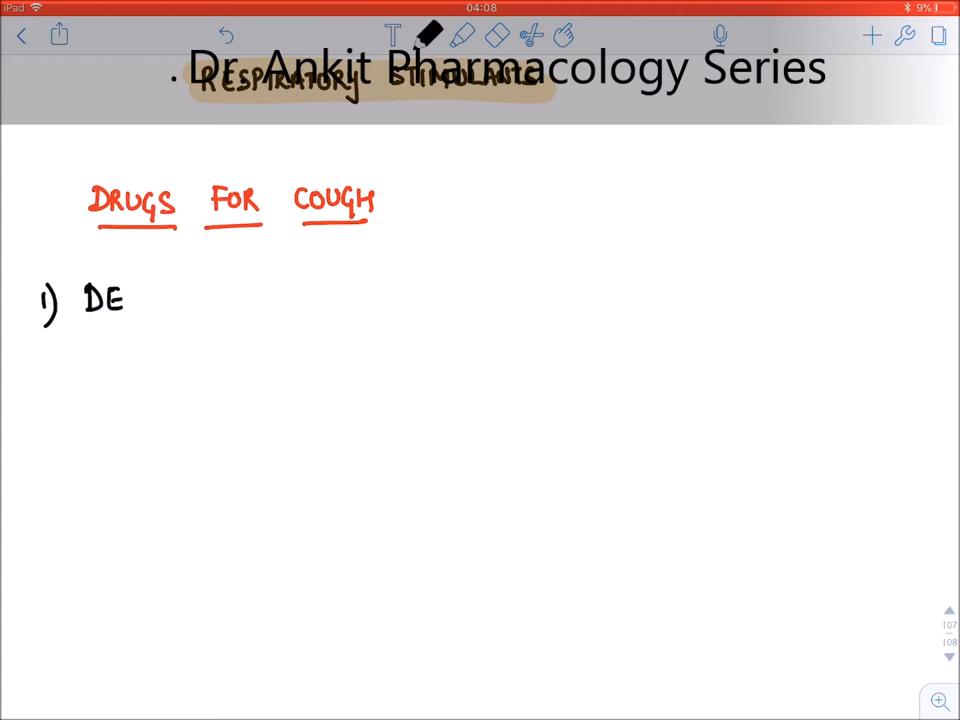 iPad 04:08 9%
. Dr. Ankit Pharmacology Series
RESPIRATORY STIMULANTS
DRUGS FOR COUGH
1) DE
107
108